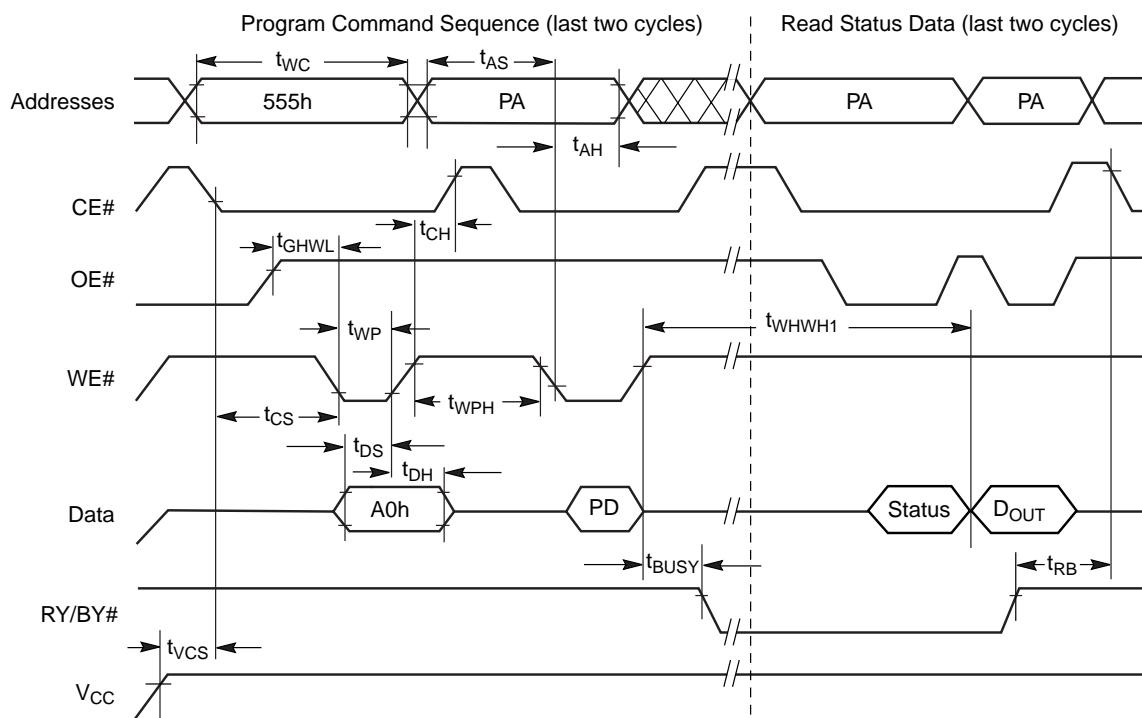 Program Command Sequence (last two cycles)
Read Status Data (last two cycles)
tWC
tAS
Addresses
555h
PA
PA
PA
tAH
CE#
tCH
tGHWL
OE#
tWP
tWHWH1
WE#
tCS
tWPH
tDS
tDH
Data
A0h
PD
Status
DOUT
tBUSY
tRB
RY/BY#
tVCS
VCC